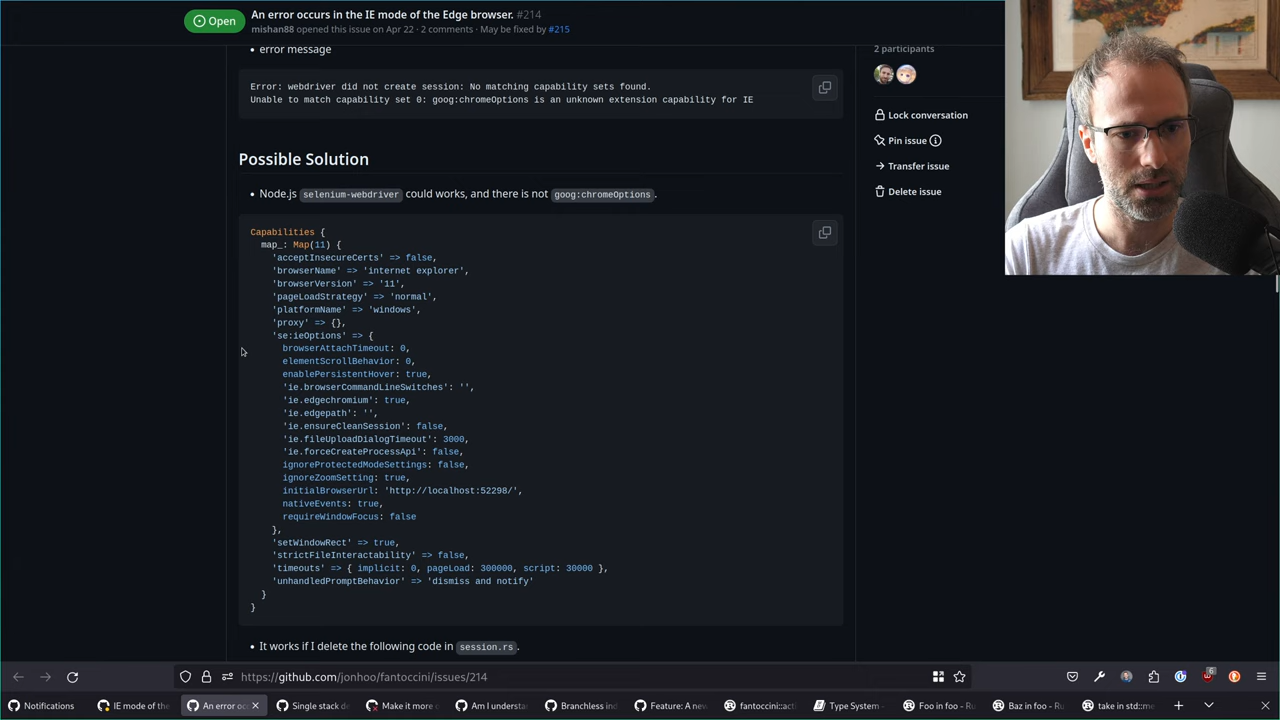 Open
An error occurs in the IE mode of the Edge browser. #214
mishan88 opened this issue on Apr 22 · 2 comments · May be fixed by #215
• error message
Error: webdriver did not create session: No matching capability sets found.
Unable to match capability set 0: goog:chromeOptions is an unknown extension capability for IE
Possible Solution
• Node.js selenium-webdriver could works, and there is not goog:chromeOptions.
Capabilities {
map_: Map(11) {
'acceptInsecureCerts' => false,
'browserName' => 'internet explorer',
'browserVersion' => '11',
'pageLoadStrategy' => 'normal',
'platformName' => 'windows',
'proxy' => {},
'se:ieOptions' => {
browserAttachTimeout: 0,
elementScrollBehavior: 0,
enablePersistentHover: true,
'ie.browserCommandLineSwitches': '',
'ie.edgechromium': true,
'ie.edgepath': '',
'ie.ensureCleanSession': false,
'ie.fileUploadDialogTimeout': 3000,
'ie.forceCreateProcessApi': false,
ignoreProtectedModeSettings: false,
ignoreZoomSetting: true,
initialBrowserUrl: 'http://localhost:52298/',
nativeEvents: true,
requireWindowFocus: false
},
'setWindowRect' => true,
'strictFileInteractability' => false,
'timeouts' => { implicit: 0, pageLoad: 300000, script: 30000 },
'unhandledPromptBehavior' => 'dismiss and notify'
}
}
• It works if I delete the following code in session.rs.
2 participants
Lock conversation
Pin issue
Transfer issue
Delete issue
https://github.com/jonhoo/fantoccini/issues/214
6
Notifications
IE mode of the
An error oc
Single stack de
Make it more
Am I understa
Branchless ind
Feature: A new
fantoccini::acti
Type System -
Foo in foo - Ru
Baz in foo - Ru
take in std::me